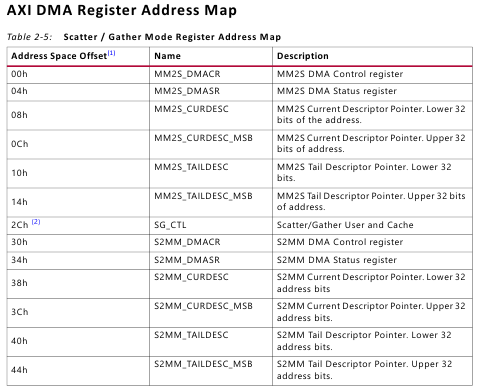 AXI DMA Register Address Map
Table 2-5: Scatter / Gather Mode Register Address Map
Address Space Offset(1) Name Description
00h MM2S_DMACR MM2S DMA Control register
04h MM2S_DMASR MM2S DMA Status register
08h MM2S_CURDESC MM2S Current Descriptor Pointer. Lower 32
bits of the address.
0Ch MM2S_CURDESC_MSB MM2S Current Descriptor Pointer. Upper 32
bits of address.
10h MM2S_TAILDESC MM2S Tail Descriptor Pointer. Lower 32
bits.
14h MM2S_TAILDESC_MSB MM2S Tail Descriptor Pointer. Upper 32 bits
of address.
2Ch (2) SG_CTL Scatter/Gather User and Cache
30h S2MM_DMACR S2MM DMA Control register
34h S2MM_DMASR S2MM DMA Status register
38h S2MM_CURDESC S2MM Current Descriptor Pointer. Lower 32
address bits
3Ch S2MM_CURDESC_MSB S2MM Current Descriptor Pointer. Upper 32
address bits.
40h S2MM_TAILDESC S2MM Tail Descriptor Pointer. Lower 32
address bits.
44h S2MM_TAILDESC_MSB S2MM Tail Descriptor Pointer. Upper 32
address bits.